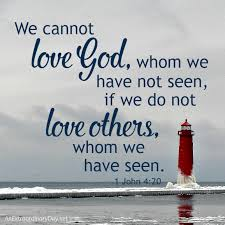 We cannot
love God, whom we
have not seen,
if we do not
love others,
whom we
have seen.
1 John 4:20
AnExtraordinaryDay.net